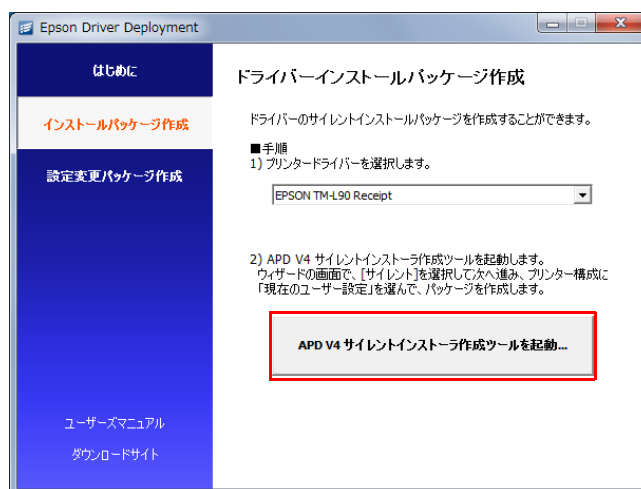 Epson Driver Deployment
はじめに
インストールパッケージ作成
設定変更パッケージ作成
ユーザーズマニュアル
ダウンロードサイト
ドライバーインストールパッケージ作成
ドライバーのサイレントインストールパッケージを作成することができます。
■手順
1) プリンタードライバーを選択します。
EPSON TM-L90 Receipt
2) APD V4 サイレントインストーラ作成ツールを起動します。
ウィザードの画面で、[サイレント]を選択して次へ進み、プリンター構成に
「現在のユーザー設定」を選んで、パッケージを作成します。
APD V4 サイレントインストーラ作成ツールを起動...